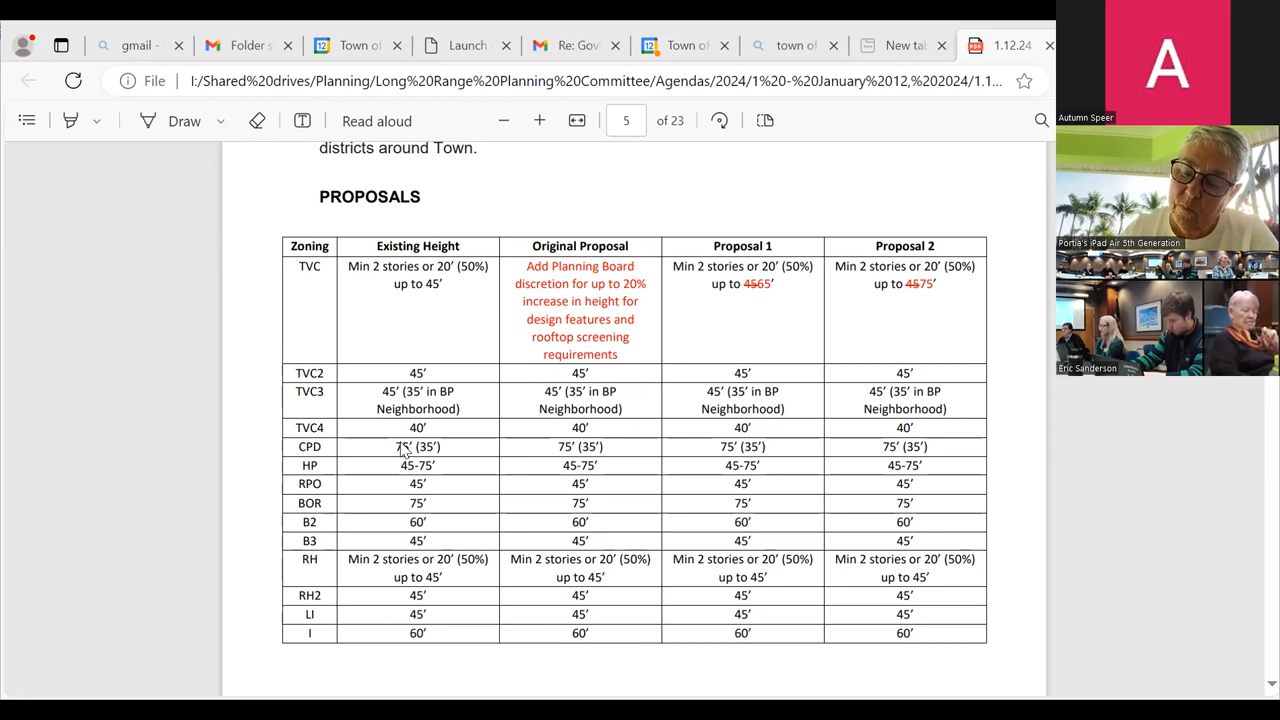 gmail -
Folder s
Town of
Launch
Re: Gov
Town of
town of
New tab
1.12.24
File
I:/Shared%20drives/Planning/Long%20Range%20Planning%20Committee/Agendas/2024/1%20-%20January%2012,%202024/1.1...
Draw
Read aloud
5
of 23
districts around Town.
PROPOSALS
Zoning Existing Height Original Proposal Proposal 1 Proposal 2
TVC Min 2 stories or 20’ (50%) Add Planning Board Min 2 stories or 20’ (50%) Min 2 stories or 20’ (50%)
up to 45’ discretion for up to 20% up to 4565’ up to 4575’
increase in height for
design features and
rooftop screening
requirements
TVC2 45’ 45’ 45’ 45’
TVC3 45’ (35’ in BP 45’ (35’ in BP 45’ (35’ in BP 45’ (35’ in BP
Neighborhood) Neighborhood) Neighborhood) Neighborhood)
TVC4 40’ 40’ 40’ 40’
CPD 75’ (35’) 75’ (35’) 75’ (35’) 75’ (35’)
HP 45-75’ 45-75’ 45-75’ 45-75’
RPO 45’ 45’ 45’ 45’
BOR 75’ 75’ 75’ 75’
B2 60’ 60’ 60’ 60’
B3 45’ 45’ 45’ 45’
RH Min 2 stories or 20’ (50%) Min 2 stories or 20’ (50%) Min 2 stories or 20’ (50%) Min 2 stories or 20’ (50%)
up to 45’ up to 45’ up to 45’ up to 45’
RH2 45’ 45’ 45’ 45’
LI 45’ 45’ 45’ 45’
I 60’ 60’ 60’ 60’
A
Autumn Speer
Portia's iPad Air 5th Generation
Eric Sanderson